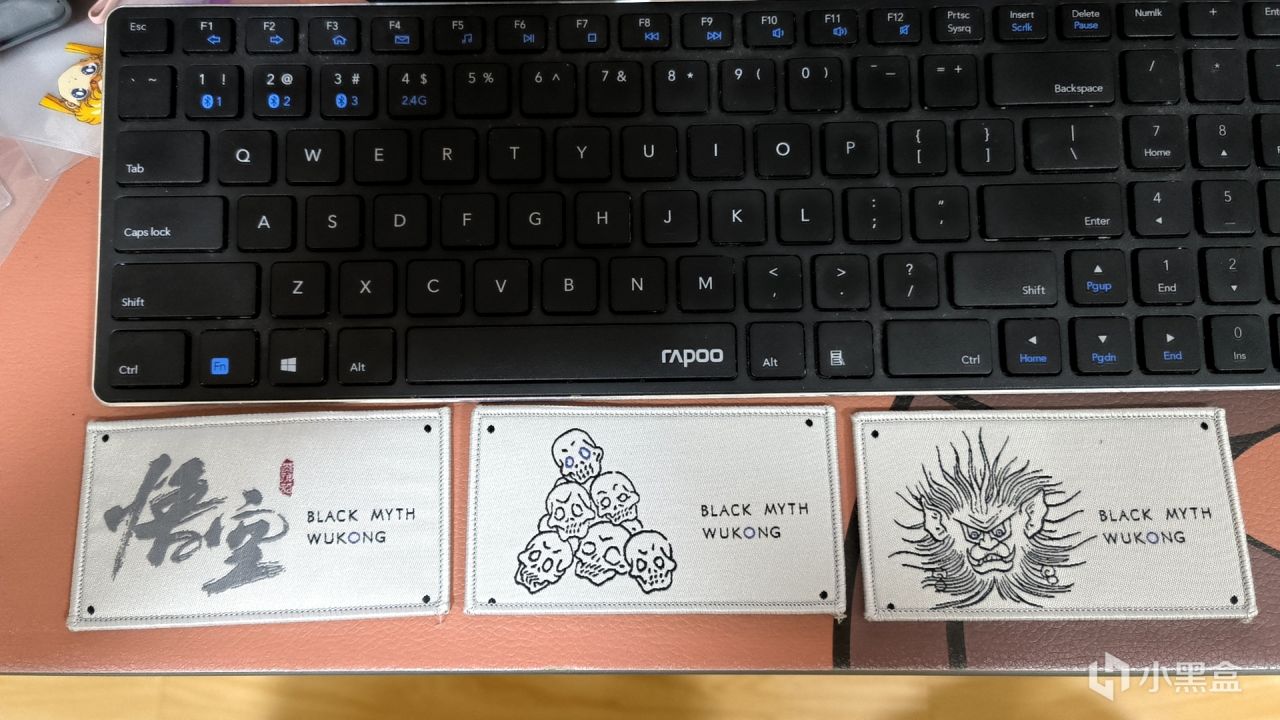 Esc F1 F2 F3 F4 F5 F6 F7 F8 F9 F10 F11 F12 Prtsc Sysrq Insert Scrlk Delete Pause Numlk +
` ~ 1 ! 1 2 @ 2 3 # 3 4 $ 2.4G 5 % 6 ^ 7 & 8 * 9 ( 0 ) - _ = + Backspace / *
Tab Q W E R T Y U I O P { [ } ] | \ 7 Home 8
Caps lock A S D F G H J K L : ; " ' Enter 4 5
Shift Z X C V B N M < , > . ? / Shift Pgup 1 End 2
Ctrl Fn Alt rapoo Alt Ctrl Home Pgdn End 0 Ins
悟空
BLACK MYTH
WUKONG
BLACK MYTH
WUKONG
BLACK MYTH
WUKONG
小黑盒